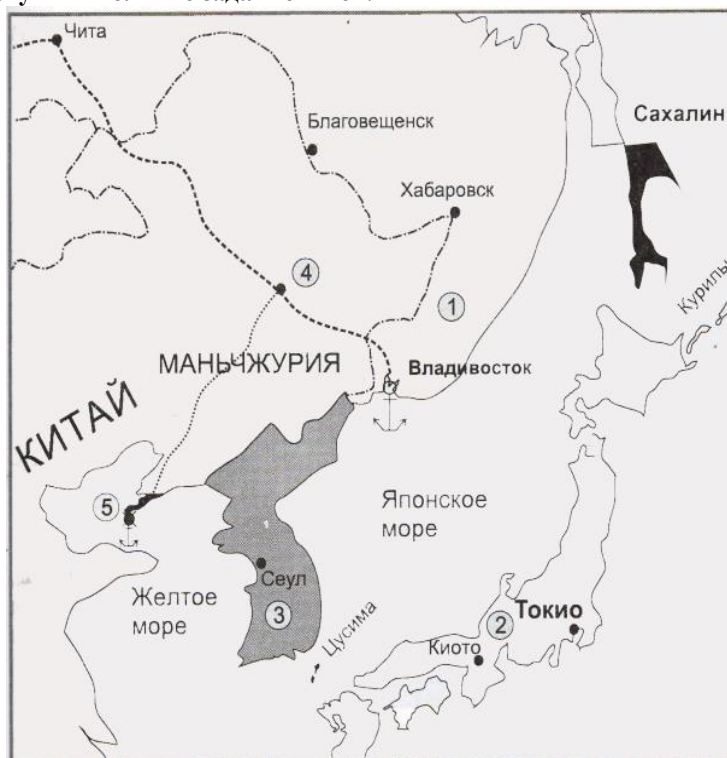 Чита
Сахалин
Благовещенск
Хабаровск
4
1
Курилы
МАНЬЧЖУРИЯ
Владивосток
КИТАЙ
5
Японское
море
Сеул
Желтое
море
3
Цусима
2
Токио
Киото